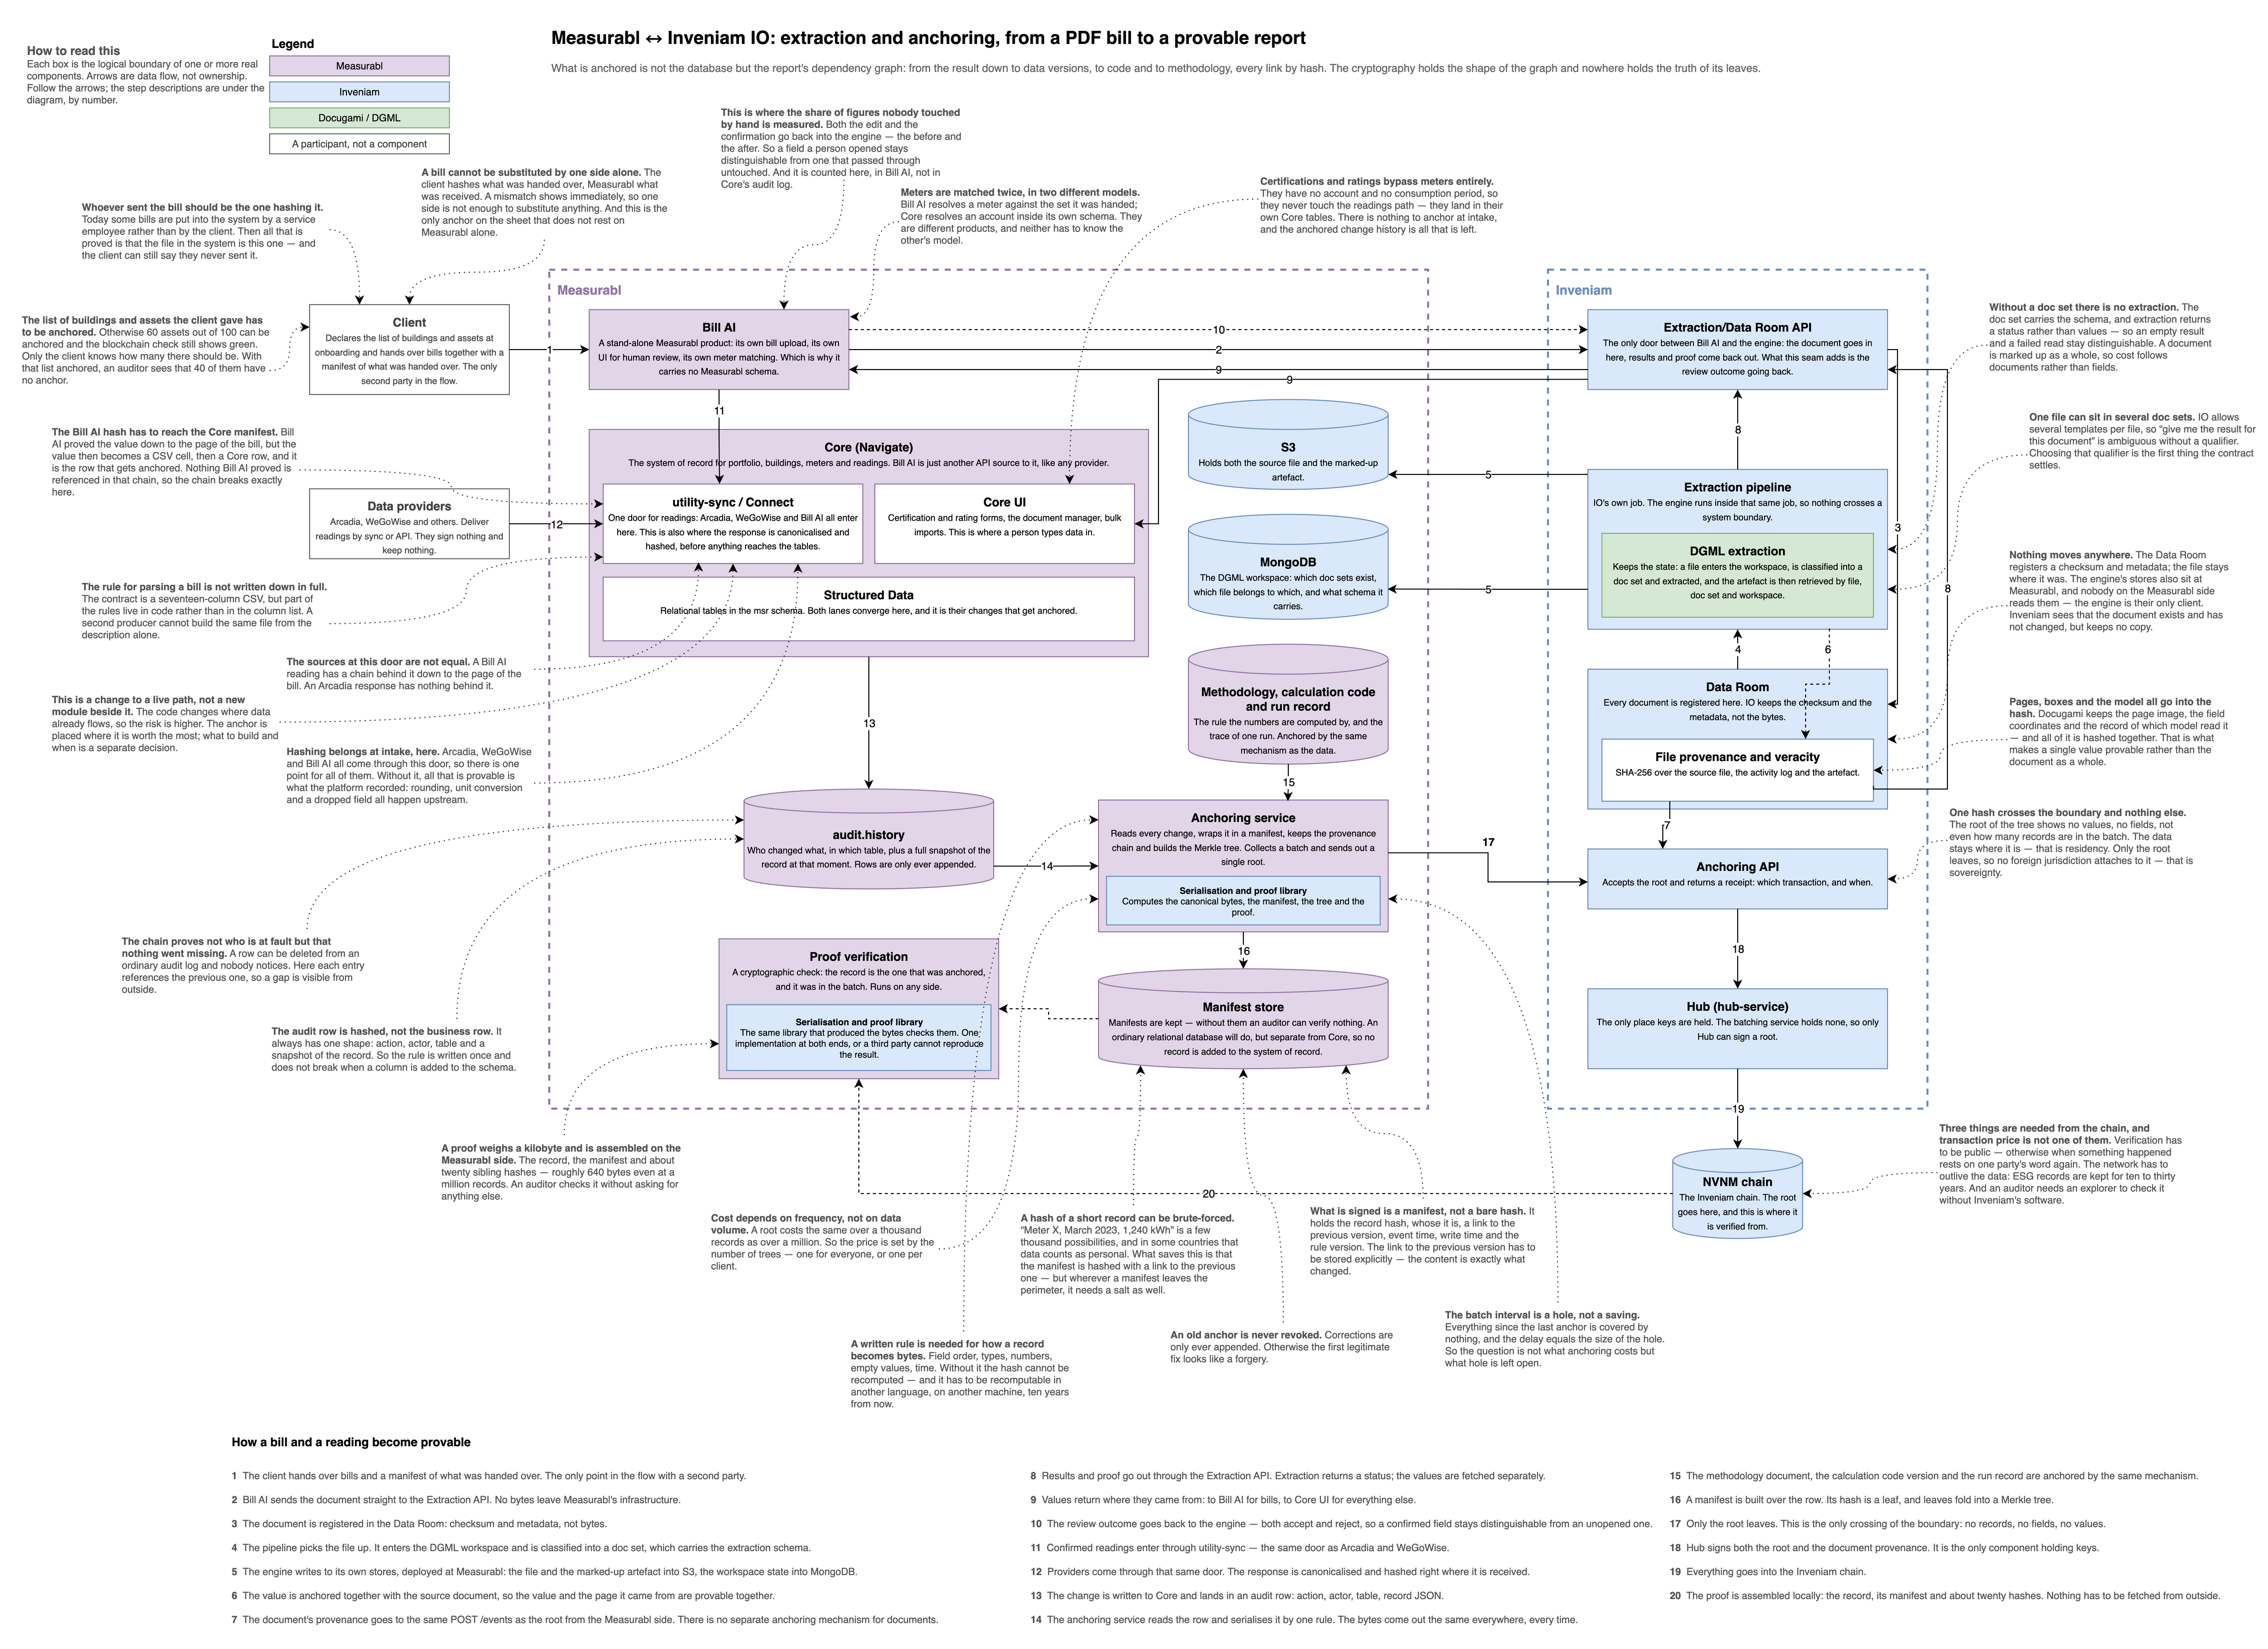 Measurabl ↔ Inveniam IO: extraction and anchoring, from a PDF bill to a provable report
What is anchored is not the database but the report's dependency graph: from the result down to data versions, to code and to methodology, every link by hash. The cryptography holds the shape of the graph and nowhere holds the truth of its leaves.
How to read this
Each box is the logical boundary of one or more real
components. Arrows are data flow, not ownership.
Follow the arrows; the step descriptions are under the
diagram, by number.
Legend
Measurabl
Inveniam
Docugami / DGML
A participant, not a component
This is where the share of figures nobody touched
by hand is measured. Both the edit and the
confirmation go back into the engine — the before and
the after. So a field a person opened stays
distinguishable from one that passed through
untouched. And it is counted here, in Bill AI, not in
Core's audit log.
A bill cannot be substituted by one side alone. The
client hashes what was handed over, Measurabl what
was received. A mismatch shows immediately, so one
side is not enough to substitute anything. And this is the
only anchor on the sheet that does not rest on
Measurabl alone.
Meters are matched twice, in two different models.
Bill AI resolves a meter against the set it was handed;
Core resolves an account inside its own schema. They
are different products, and neither has to know the
other's model.
Certifications and ratings bypass meters entirely.
They have no account and no consumption period, so
they never touch the readings path — they land in their
own Core tables. There is nothing to anchor at intake,
and the anchored change history is all that is left.
Whoever sent the bill should be the one hashing it.
Today some bills are put into the system by a service
employee rather than by the client. Then all that is
proved is that the file in the system is this one — and
the client can still say they never sent it.
The list of buildings and assets the client gave has
to be anchored. Otherwise 60 assets out of 100 can be
anchored and the blockchain check still shows green.
Only the client knows how many there should be. With
that list anchored, an auditor sees that 40 of them have
no anchor.
Client
Declares the list of buildings and assets at
onboarding and hands over bills together with a
manifest of what was handed over. The only
second party in the flow.
1
Measurabl
Bill AI
A stand-alone Measurabl product: its own bill upload, its own
UI for human review, its own meter matching. Which is why it
carries no Measurabl schema.
10
2
9
9
Inveniam
Extraction/Data Room API
The only door between Bill AI and the engine: the document goes in
here, results and proof come back out. What this seam adds is the
review outcome going back.
Without a doc set there is no extraction. The
doc set carries the schema, and extraction returns
a status rather than values — so an empty result
and a failed read stay distinguishable. A document
is marked up as a whole, so cost follows
documents rather than fields.
11
8
The Bill AI hash has to reach the Core manifest. Bill
AI proved the value down to the page of the bill, but the
value then becomes a CSV cell, then a Core row, and it
is the row that gets anchored. Nothing Bill AI proved is
referenced in that chain, so the chain breaks exactly
here.
Core (Navigate)
The system of record for portfolio, buildings, meters and readings. Bill AI is just another API source to it, like any provider.
S3
Holds both the source file and the marked-up
artefact.
5
One file can sit in several doc sets. IO allows
several templates per file, so "give me the result for
this document" is ambiguous without a qualifier.
Choosing that qualifier is the first thing the contract
settles.
Data providers
Arcadia, WeGoWise and others. Deliver
readings by sync or API. They sign nothing and
keep nothing.
12
utility-sync / Connect
One door for readings: Arcadia, WeGoWise and Bill AI all enter
here. This is also where the response is canonicalised and
hashed, before anything reaches the tables.
Core UI
Certification and rating forms, the document manager, bulk
imports. This is where a person types data in.
Extraction pipeline
IO's own job. The engine runs inside that same job, so nothing crosses a
system boundary.
3
MongoDB
The DGML workspace: which doc sets exist,
which file belongs to which, and what schema it
carries.
5
DGML extraction
Keeps the state: a file enters the workspace, is classified into a
doc set and extracted, and the artefact is then retrieved by file,
doc set and workspace.
8
Nothing moves anywhere. The Data Room
registers a checksum and metadata; the file stays
where it was. The engine's stores also sit at
Measurabl, and nobody on the Measurabl side
reads them — the engine is their only client.
Inveniam sees that the document exists and has
not changed, but keeps no copy.
The rule for parsing a bill is not written down in full.
The contract is a seventeen-column CSV, but part of
the rules live in code rather than in the column list. A
second producer cannot build the same file from the
description alone.
Structured Data
Relational tables in the msr schema. Both lanes converge here, and it is their changes that get anchored.
4
6
The sources at this door are not equal. A Bill AI
reading has a chain behind it down to the page of the
bill. An Arcadia response has nothing behind it.
This is a change to a live path, not a new
module beside it. The code changes where data
already flows, so the risk is higher. The anchor is
placed where it is worth the most; what to build and
when is a separate decision.
Hashing belongs at intake, here. Arcadia, WeGoWise
and Bill AI all come through this door, so there is one
point for all of them. Without it, all that is provable is
what the platform recorded: rounding, unit conversion
and a dropped field all happen upstream.
13
Methodology, calculation code
and run record
The rule the numbers are computed by, and the
trace of one run. Anchored by the same
mechanism as the data.
15
Data Room
Every document is registered here. IO keeps the checksum and the
metadata, not the bytes.
File provenance and veracity
SHA-256 over the source file, the activity log and the artefact.
7
Pages, boxes and the model all go into the
hash. Docugami keeps the page image, the field
coordinates and the record of which model read it
— and all of it is hashed together. That is what
makes a single value provable rather than the
document as a whole.
audit.history
Who changed what, in which table, plus a full snapshot of the
record at that moment. Rows are only ever appended.
14
Anchoring service
Reads every change, wraps it in a manifest, keeps the provenance
chain and builds the Merkle tree. Collects a batch and sends out a
single root.
Serialisation and proof library
Computes the canonical bytes, the manifest, the tree and the
proof.
17
Anchoring API
Accepts the root and returns a receipt: which transaction, and when.
One hash crosses the boundary and nothing else.
The root of the tree shows no values, no fields, not
even how many records are in the batch. The data
stays where it is — that is residency. Only the root
leaves, so no foreign jurisdiction attaches to it — that is
sovereignty.
The chain proves not who is at fault but that
nothing went missing. A row can be deleted from an
ordinary audit log and nobody notices. Here each entry
references the previous one, so a gap is visible from
outside.
16
18
Proof verification
A cryptographic check: the record is the one that was anchored,
and it was in the batch. Runs on any side.
Serialisation and proof library
The same library that produced the bytes checks them. One
implementation at both ends, or a third party cannot reproduce
the result.
Manifest store
Manifests are kept — without them an auditor can verify nothing. An
ordinary relational database will do, but separate from Core, so no
record is added to the system of record.
Hub (hub-service)
The only place keys are held. The batching service holds none, so only
Hub can sign a root.
The audit row is hashed, not the business row. It
always has one shape: action, actor, table and a
snapshot of the record. So the rule is written once and
does not break when a column is added to the schema.
19
A proof weighs a kilobyte and is assembled on the
Measurabl side. The record, the manifest and about
twenty sibling hashes — roughly 640 bytes even at a
million records. An auditor checks it without asking for
anything else.
20
NVNM chain
The Inveniam chain. The root
goes here, and this is where it
is verified from.
Three things are needed from the chain, and
transaction price is not one of them. Verification has
to be public — otherwise when something happened
rests on one party's word again. The network has to
outlive the data: ESG records are kept for ten to thirty
years. And an auditor needs an explorer to check it
without Inveniam's software.
Cost depends on frequency, not on data
volume. A root costs the same over a thousand
records as over a million. So the price is set by the
number of trees — one for everyone, or one per
client.
A hash of a short record can be brute-forced.
"Meter X, March 2023, 1,240 kWh" is a few
thousand possibilities, and in some countries that
data counts as personal. What saves this is that
the manifest is hashed with a link to the previous
one — but wherever a manifest leaves the
perimeter, it needs a salt as well.
What is signed is a manifest, not a bare hash. It
holds the record hash, whose it is, a link to the
previous version, event time, write time and the
rule version. The link to the previous version has to
be stored explicitly — the content is exactly what
changed.
A written rule is needed for how a record
becomes bytes. Field order, types, numbers,
empty values, time. Without it the hash cannot be
recomputed — and it has to be recomputable in
another language, on another machine, ten years
from now.
An old anchor is never revoked. Corrections are
only ever appended. Otherwise the first legitimate
fix looks like a forgery.
The batch interval is a hole, not a saving.
Everything since the last anchor is covered by
nothing, and the delay equals the size of the hole.
So the question is not what anchoring costs but
what hole is left open.
How a bill and a reading become provable
1 The client hands over bills and a manifest of what was handed over. The only point in the flow with a second party.
2 Bill AI sends the document straight to the Extraction API. No bytes leave Measurabl's infrastructure.
3 The document is registered in the Data Room: checksum and metadata, not bytes.
4 The pipeline picks the file up. It enters the DGML workspace and is classified into a doc set, which carries the extraction schema.
5 The engine writes to its own stores, deployed at Measurabl: the file and the marked-up artefact into S3, the workspace state into MongoDB.
6 The value is anchored together with the source document, so the value and the page it came from are provable together.
7 The document's provenance goes to the same POST /events as the root from the Measurabl side. There is no separate anchoring mechanism for documents.
8 Results and proof go out through the Extraction API. Extraction returns a status; the values are fetched separately.
9 Values return where they came from: to Bill AI for bills, to Core UI for everything else.
10 The review outcome goes back to the engine — both accept and reject, so a confirmed field stays distinguishable from an unopened one.
11 Confirmed readings enter through utility-sync — the same door as Arcadia and WeGoWise.
12 Providers come through that same door. The response is canonicalised and hashed right where it is received.
13 The change is written to Core and lands in an audit row: action, actor, table, record JSON.
14 The anchoring service reads the row and serialises it by one rule. The bytes come out the same everywhere, every time.
15 The methodology document, the calculation code version and the run record are anchored by the same mechanism.
16 A manifest is built over the row. Its hash is a leaf, and leaves fold into a Merkle tree.
17 Only the root leaves. This is the only crossing of the boundary: no records, no fields, no values.
18 Hub signs both the root and the document provenance. It is the only component holding keys.
19 Everything goes into the Inveniam chain.
20 The proof is assembled locally: the record, its manifest and about twenty hashes. Nothing has to be fetched from outside.